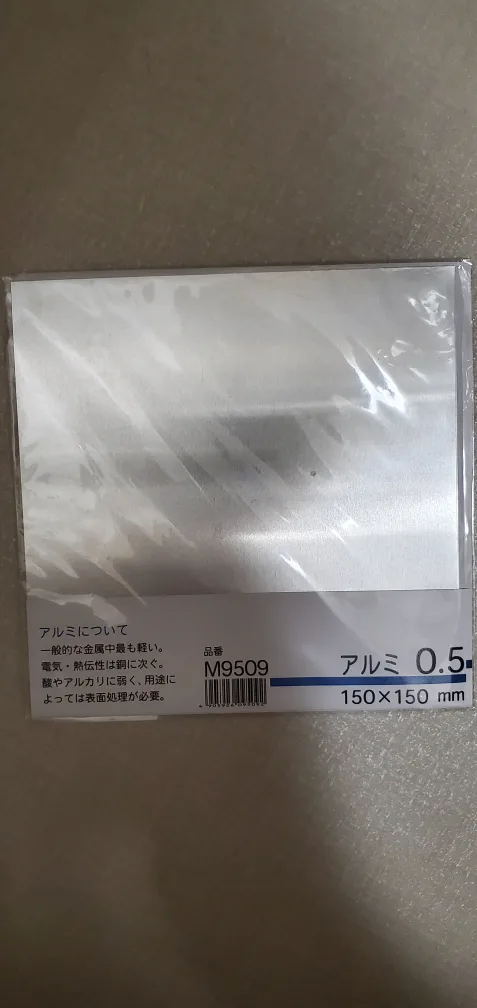 アルミについて
一般的な金属中最も軽い。
電気・熱伝性は銅に次ぐ。
酸やアルカリに弱く、用途に
よっては表面処理が必要。
品番
M9509
アルミ 0.5
150×150 mm